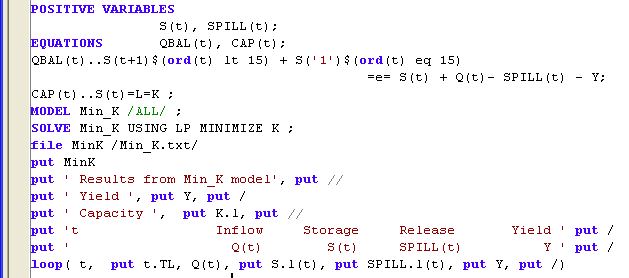 POSITIVE VARIABLES
S(t), SPILL(t);
EQUATIONS QBAL(t), CAP(t);
QBAL(t)..S(t+1)$(ord(t) lt 15) + S('1')$(ord(t) eq 15)
=e= S(t) + Q(t)- SPILL(t) - Y;
CAP(t)..S(t)=L=K ;
MODEL Min_K /ALL/ ;
SOLVE Min_K USING LP MINIMIZE K ;
file MinK /Min_K.txt/
put MinK
put ' Results from Min_K model', put //
put ' Yield ', put Y, put /
put ' Capacity ', put K.l, put //
put 't Inflow Storage Release Yield ' put /
put ' Q(t) S(t) SPILL(t) Y ' put /
loop( t, put t.TL, Q(t), put S.l(t), put SPILL.l(t), put Y, put /)